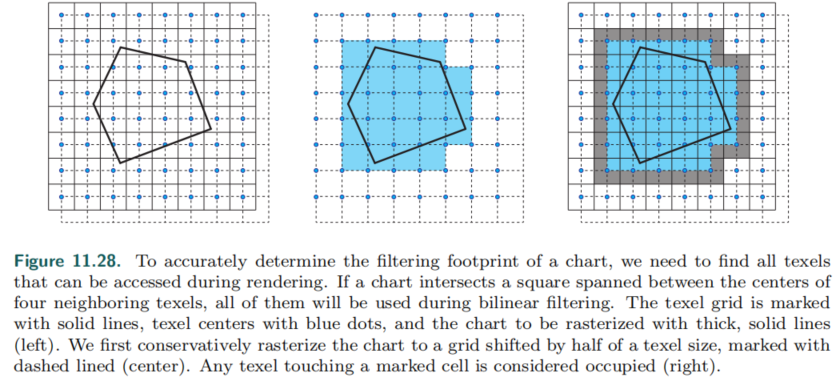 Figure 11.28. To accurately determine the filtering footprint of a chart, we need to find all texels
that can be accessed during rendering. If a chart intersects a square spanned between the centers of
four neighboring texels, all of them will be used during bilinear filtering. The texel grid is marked
with solid lines, texel centers with blue dots, and the chart to be rasterized with thick, solid lines
(left). We first conservatively rasterize the chart to a grid shifted by half of a texel size, marked with
dashed lined (center). Any texel touching a marked cell is considered occupied (right).